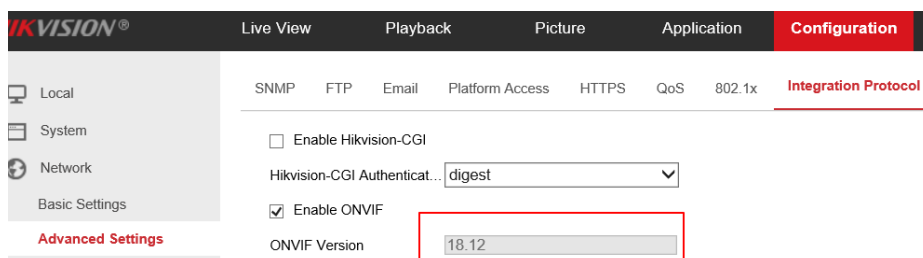 HIKVISION®
Live View Playback Picture Application Configuration
Local
System
Network
Basic Settings
Advanced Settings
SNMP FTP Email Platform Access HTTPS QoS 802.1x Integration Protocol
Enable Hikvision-CGI
Hikvision-CGI Authenticat... digest
Enable ONVIF
ONVIF Version 18.12